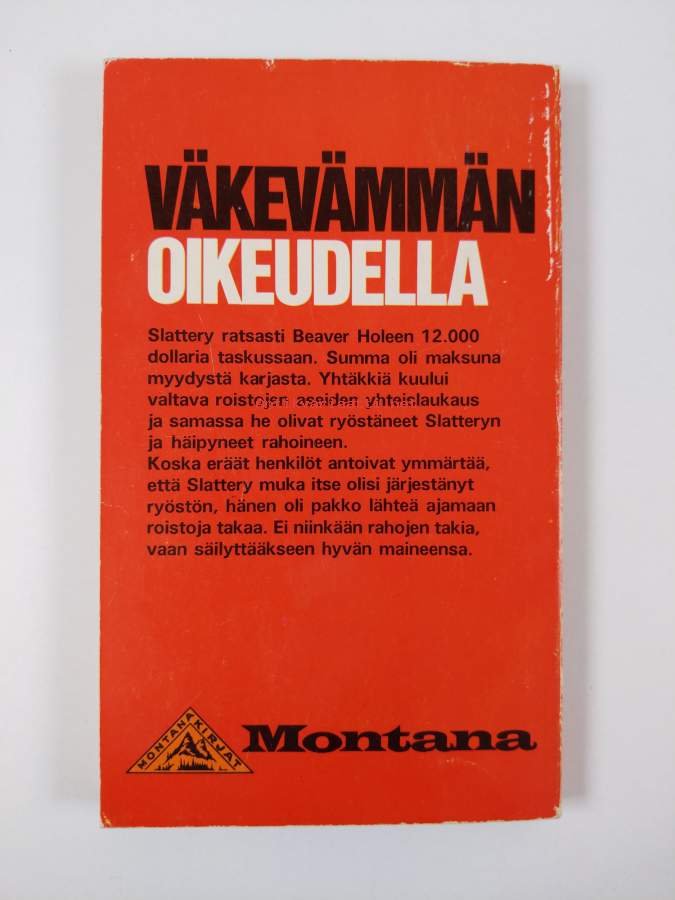 VÄKEVÄMMÄN
OIKEUDELLA
Slattery ratsasti Beaver Holeen 12.000
dollaria taskussaan. Summa oli maksuna
myydystä karjasta. Yhtäkkiä kuului
valtava roistojen aseiden yhteislaukaus
ja samassa he olivat ryöstäneet Slatteryn
ja häipyneet rahoineen.
Koska eräät henkilöt antoivat ymmärtää,
että Slattery muka itse olisi järjestänyt
ryöstön, hänen oli pakko lähteä ajamaan
roistoja takaa. Ei niinkään rahojen takia,
vaan säilyttääkseen hyvän maineensa.
MONTANA KIRJAT
Montana